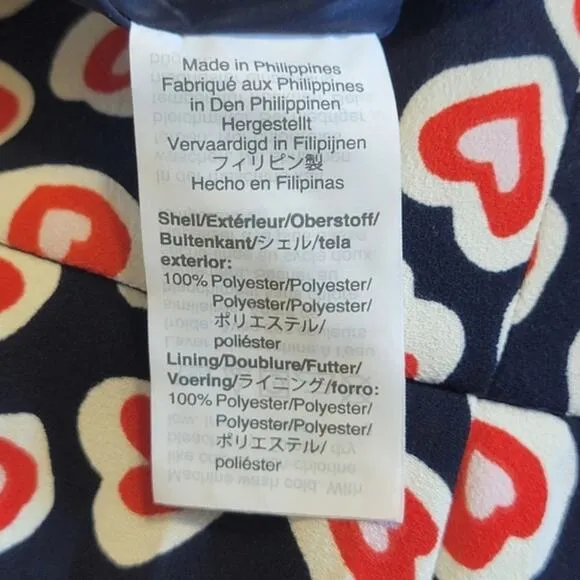 Made in Philippines
Fabriqué aux Philippines
in Den Philippinen
Hergestellt
Vervaardigd in Filipijnen
フィリピン製
Hecho en Filipinas
Shell/Extérieur/Oberstoff/
Buitenkant/シェル/tela
exterior:
100% Polyester/Polyester/
Polyester/Polyester/
ポリエステル/
poliéster
Lining/Doublure/Futter/
Voering/ライニング/forro:
100% Polyester/Polyester/
Polyester/Polyester/
ポリエステル/
poliéster